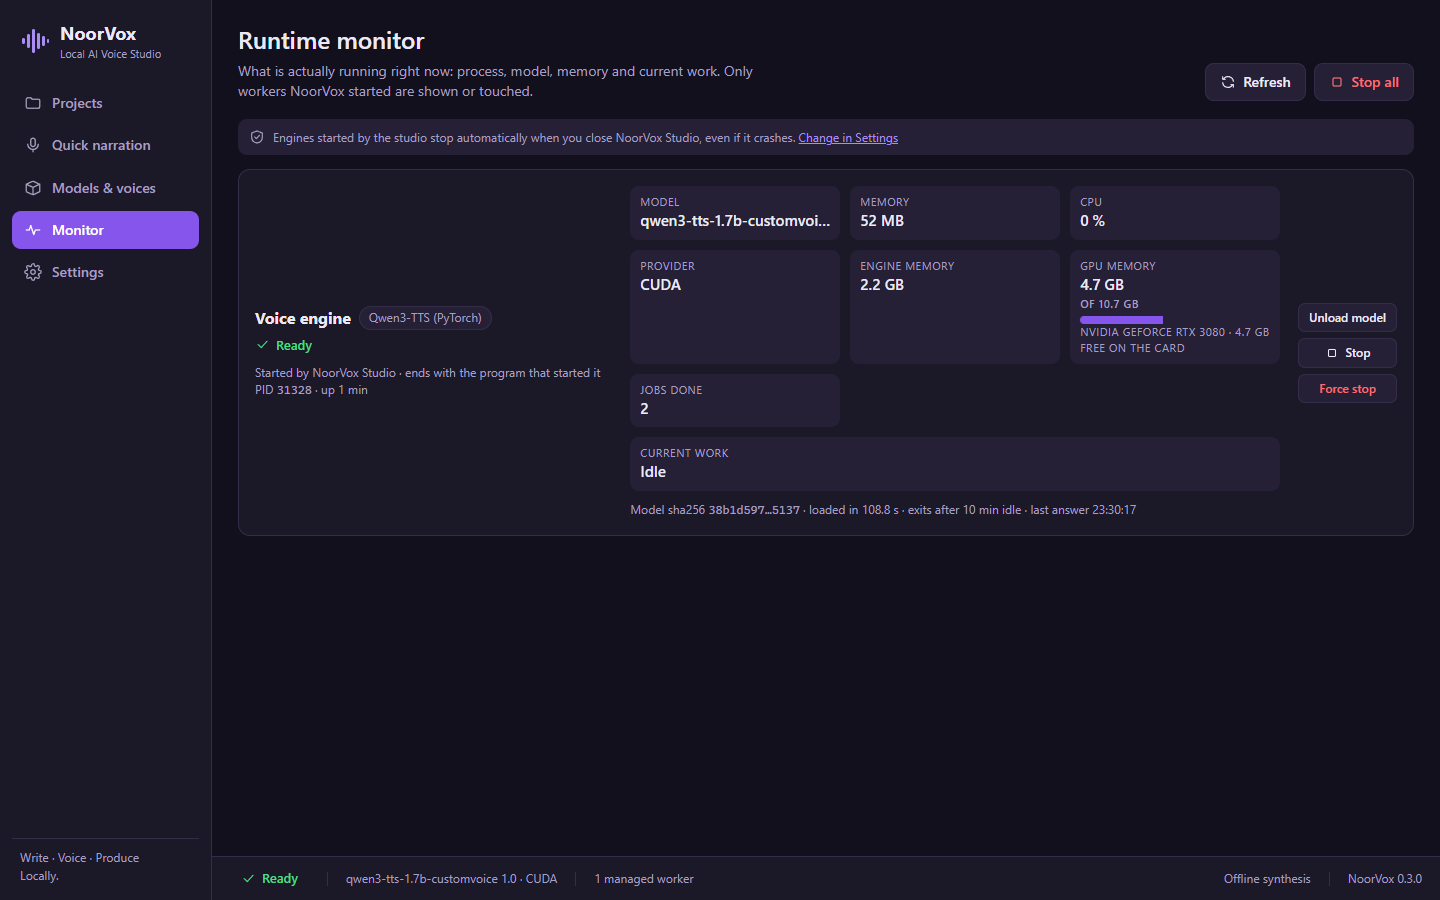 NoorVox
Local AI Voice Studio
Projects
Quick narration
Models & voices
Monitor
Settings
Write · Voice · Produce
Locally.
Runtime monitor
What is actually running right now: process, model, memory and current work. Only
workers NoorVox started are shown or touched.
Refresh
Stop all
Engines started by the studio stop automatically when you close NoorVox Studio, even if it crashes. Change in Settings
Voice engine Qwen3-TTS (PyTorch)
Ready
Started by NoorVox Studio · ends with the program that started it
PID 31328 · up 1 min
MODEL
qwen3-tts-1.7b-customvoi...
MEMORY
52 MB
CPU
0 %
PROVIDER
CUDA
ENGINE MEMORY
2.2 GB
GPU MEMORY
4.7 GB
OF 10.7 GB
NVIDIA GEFORCE RTX 3080 · 4.7 GB
FREE ON THE CARD
JOBS DONE
2
CURRENT WORK
Idle
Model sha256 38b1d597…5137 · loaded in 108.8 s · exits after 10 min idle · last answer 23:30:17
Unload model
Stop
Force stop
Ready
qwen3-tts-1.7b-customvoice 1.0 · CUDA
1 managed worker
Offline synthesis
NoorVox 0.3.0